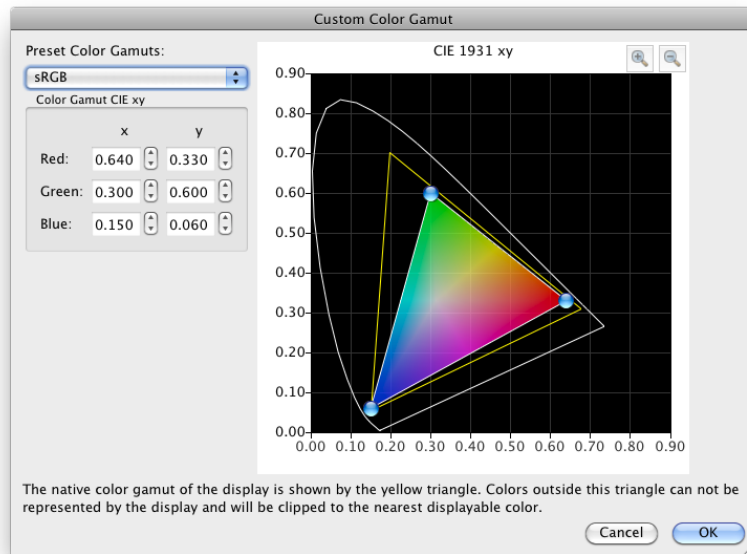 Custom Color Gamut
Preset Color Gamuts:
sRGB
Color Gamut CIE xy
x y
Red: 0.640 0.330
Green: 0.300 0.600
Blue: 0.150 0.060
CIE 1931 xy
0.90
0.80
0.70
0.60
0.50
0.40
0.30
0.20
0.10
0.00
0.00 0.10 0.20 0.30 0.40 0.50 0.60 0.70 0.80 0.90
The native color gamut of the display is shown by the yellow triangle. Colors outside this triangle can not be
represented by the display and will be clipped to the nearest displayable color.
Cancel OK